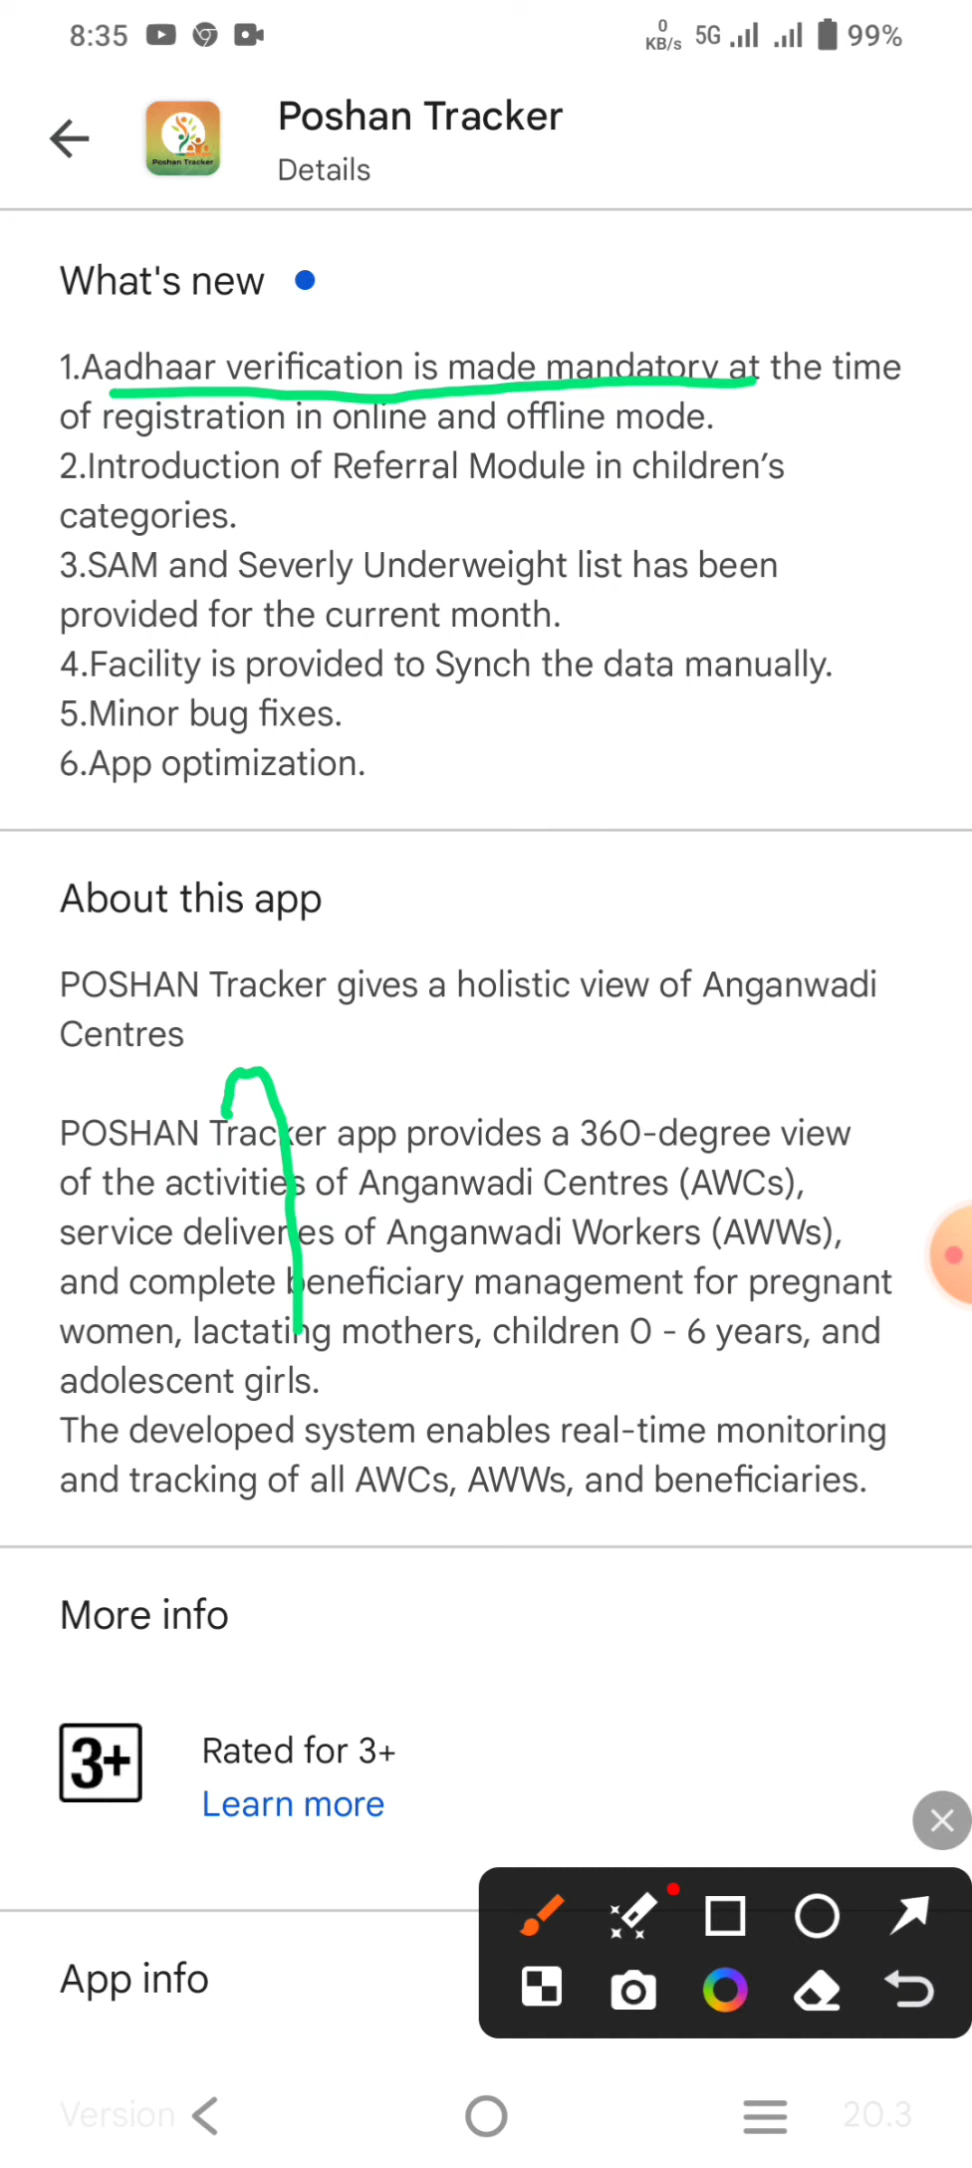 8:35
0
KB/s
5G
99%
Poshan Tracker
Poshan Tracker
Details
What's new
1.Aadhaar verification is made mandatory at the time
of registration in online and offline mode.
2.Introduction of Referral Module in children’s
categories.
3.SAM and Severly Underweight list has been
provided for the current month.
4.Facility is provided to Synch the data manually.
5.Minor bug fixes.
6.App optimization.
About this app
POSHAN Tracker gives a holistic view of Anganwadi
Centres
POSHAN Tracker app provides a 360-degree view
of the activities of Anganwadi Centres (AWCs),
service deliveries of Anganwadi Workers (AWWs),
and complete beneficiary management for pregnant
women, lactating mothers, children 0 - 6 years, and
adolescent girls.
The developed system enables real-time monitoring
and tracking of all AWCs, AWWs, and beneficiaries.
More info
3+
Rated for 3+
Learn more
App info
Version
20.3